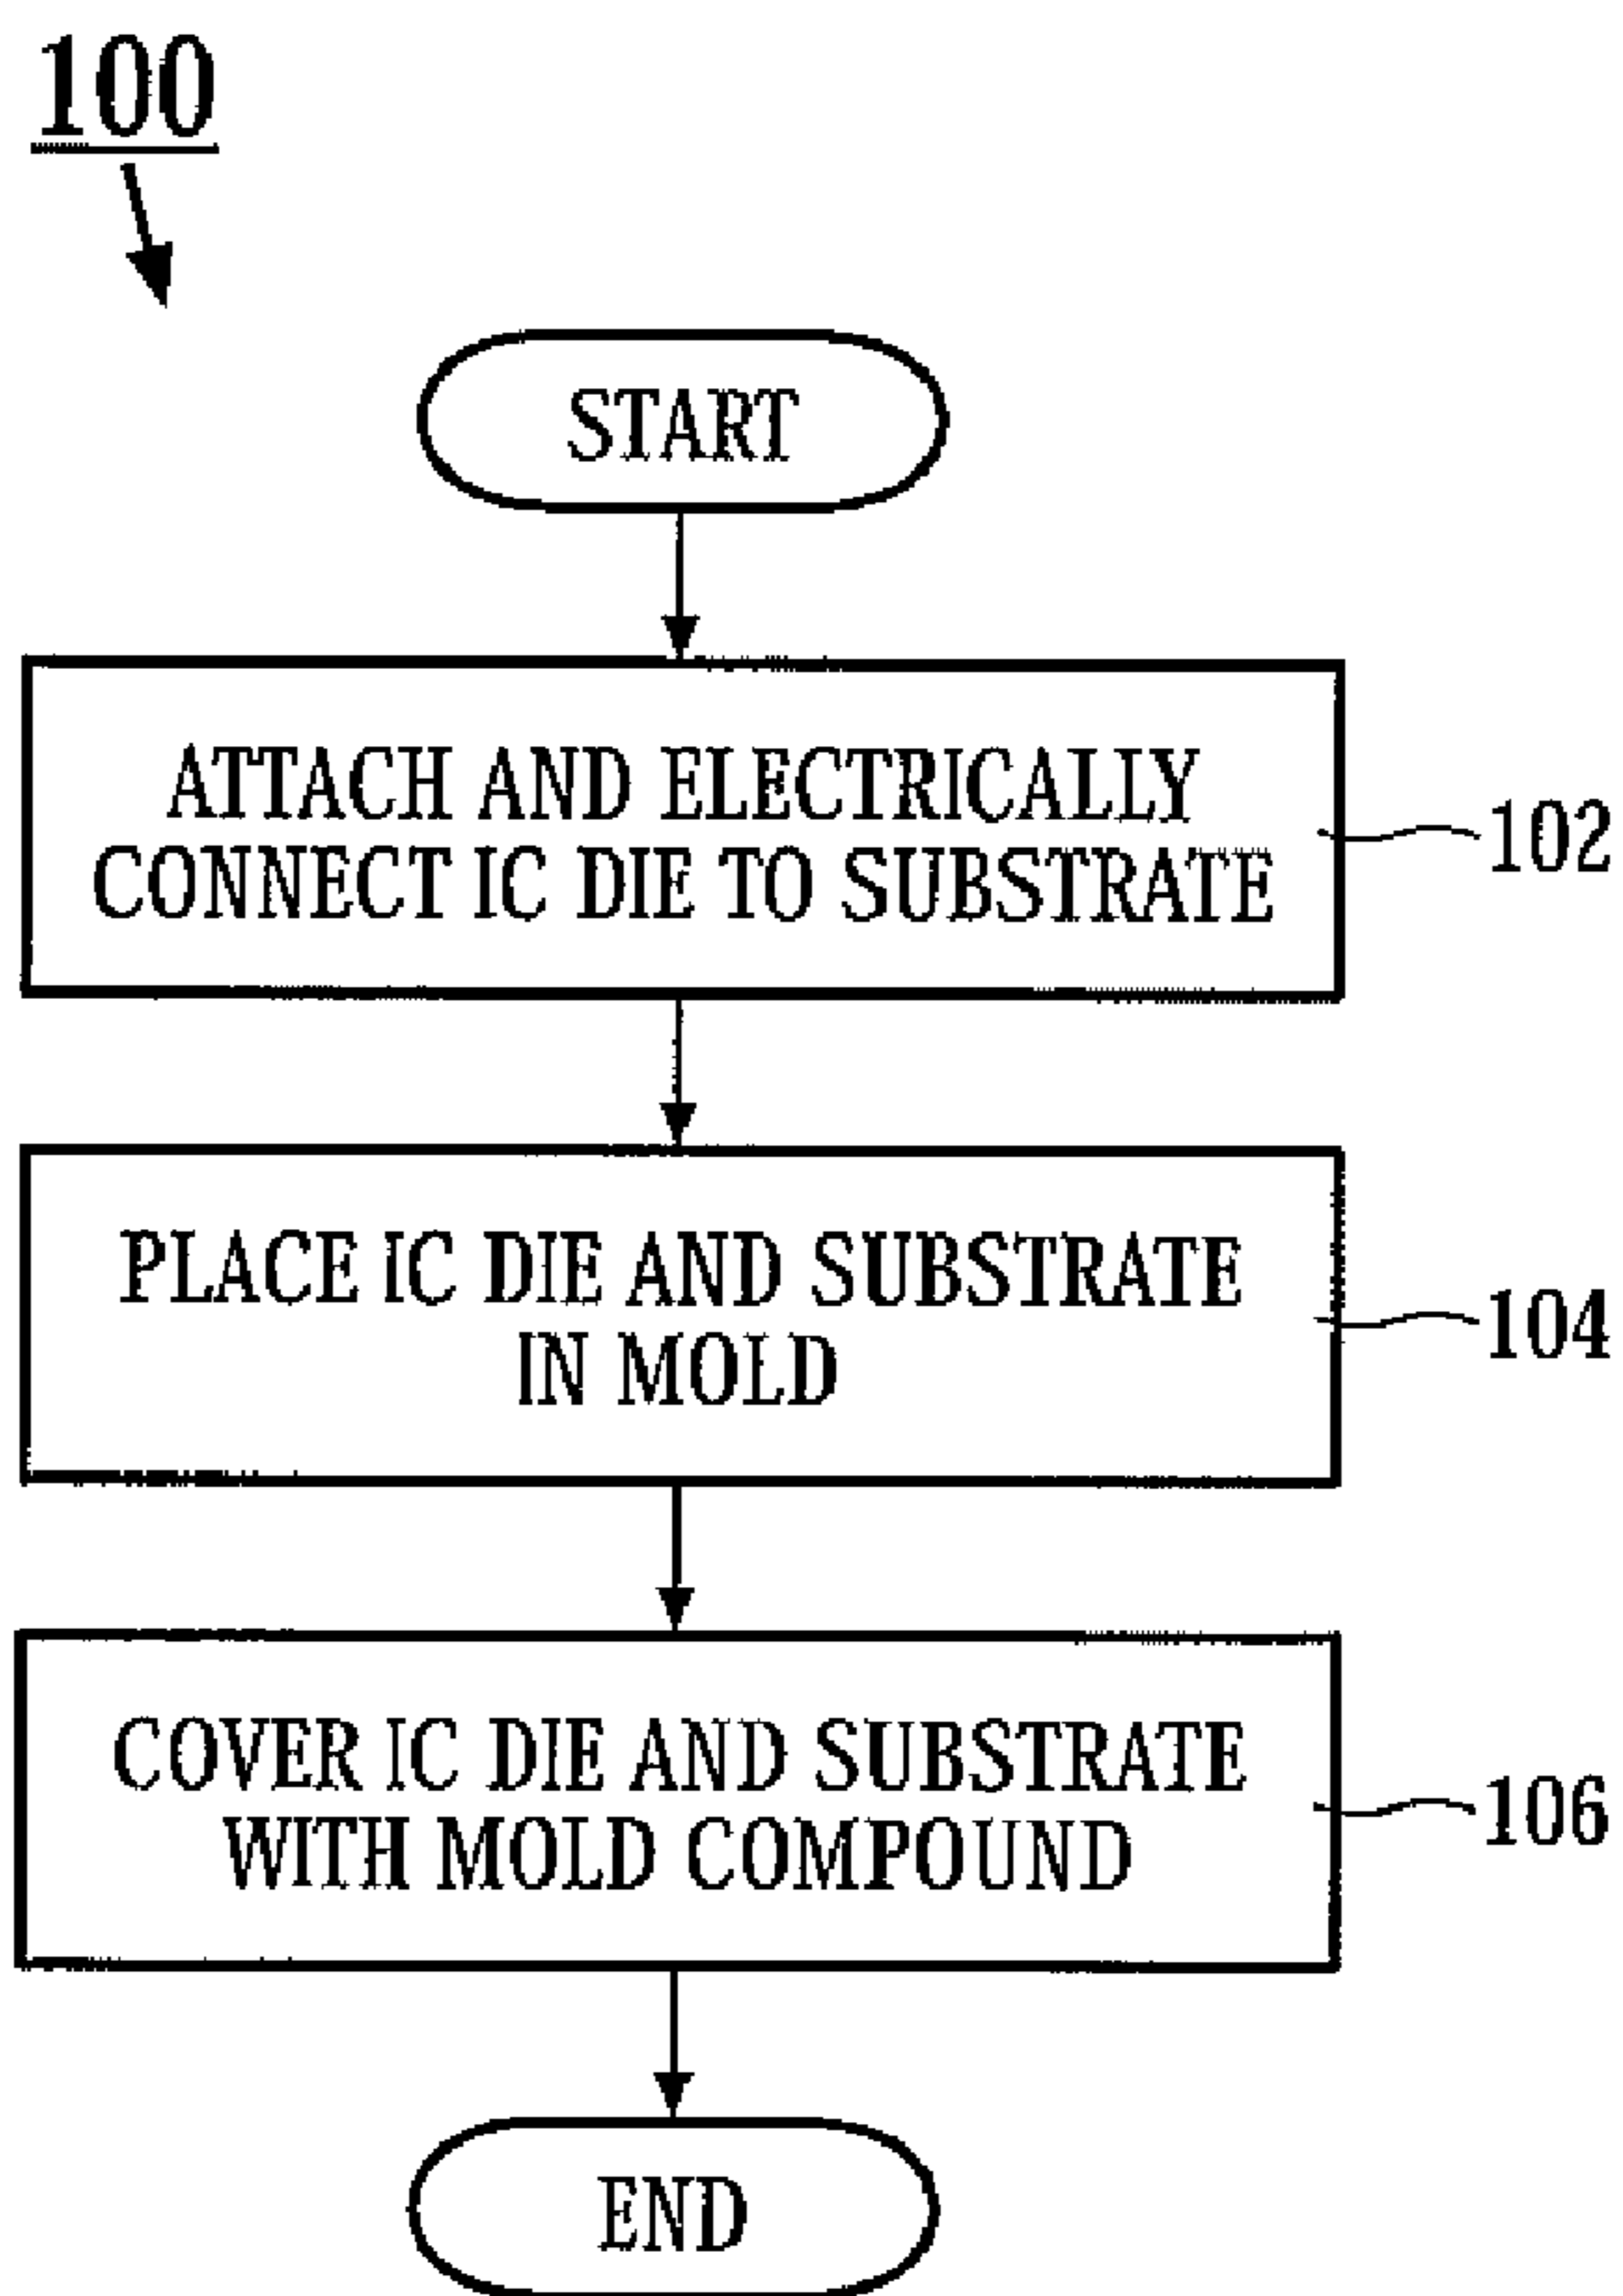 100
START
ATTACH AND ELECTRICALLY
CONNECT IC DIE TO SUBSTRATE
102
PLACE IC DIE AND SUBSTRATE
IN MOLD
104
COVER IC DIE AND SUBSTRATE
WITH MOLD COMPOUND
106
END